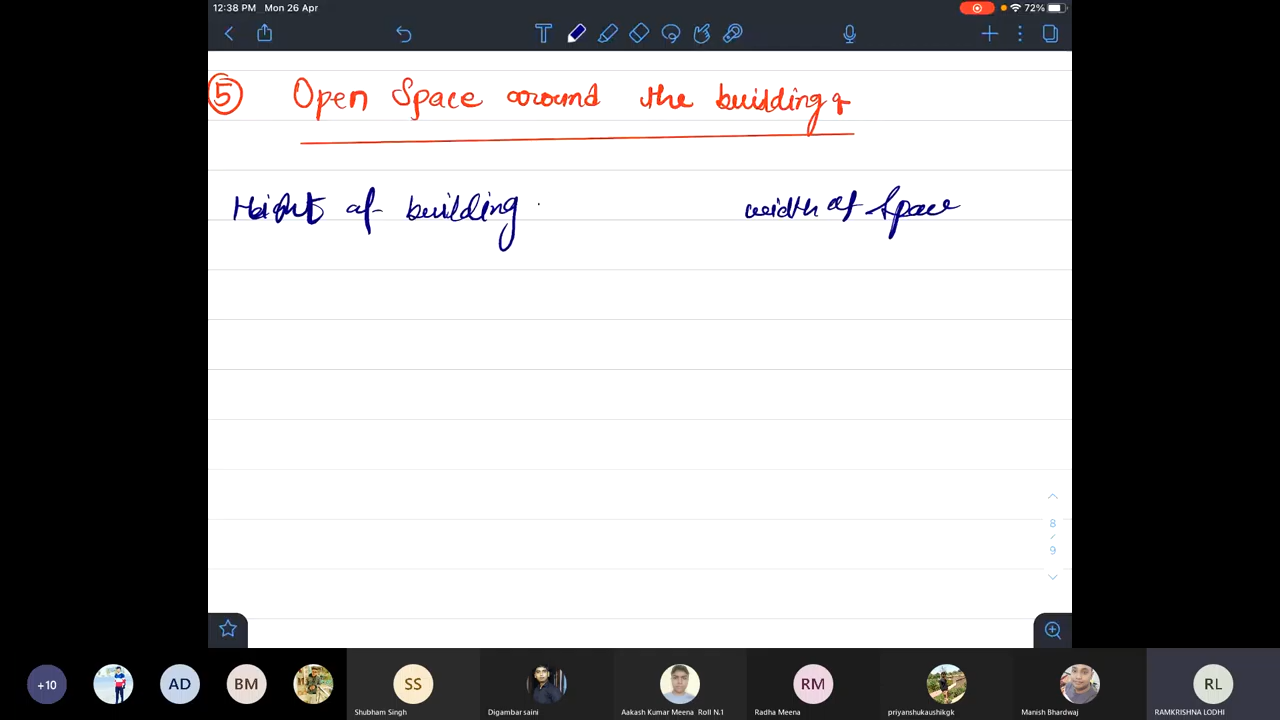 12:38 PM Mon 26 Apr
72%
5 Open Space around the building
Height of building
width of Space
8
/
9
+10
AD
BM
SS
RM
RL
Shubham Singh
Digambar saini
Aakash Kumar Meena Roll N.1
Radha Meena
priyanshukaushikgk
Manish Bhardwaj
RAMKRISHNA LODHI